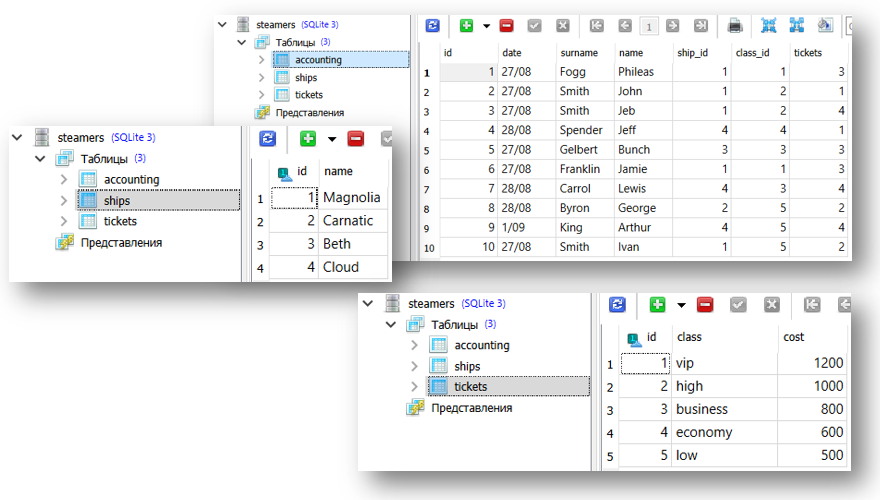 steamers (SQLite 3)
Таблицы (3)
accounting
ships
tickets
Представления
1
id date surname name ship_id class_id tickets
1 1 27/08 Fogg Phileas 1 1 3
2 2 27/08 Smith John 1 2 1
3 3 27/08 Smith Jeb 1 2 4
4 4 28/08 Spender Jeff 4 4 1
5 5 27/08 Gelbert Bunch 3 3 3
6 6 27/08 Franklin Jamie 1 1 3
7 7 28/08 Carrol Lewis 4 3 4
8 8 28/08 Byron George 2 5 2
9 9 1/09 King Arthur 4 5 4
10 10 27/08 Smith Ivan 1 5 2
steamers (SQLite 3)
Таблицы (3)
accounting
ships
tickets
Представления
id name
1 1 Magnolia
2 2 Carnatic
3 3 Beth
4 4 Cloud
steamers (SQLite 3)
Таблицы (3)
accounting
ships
tickets
Представления
id class cost
1 1 vip 1200
2 2 high 1000
3 3 business 800
4 4 economy 600
5 5 low 500